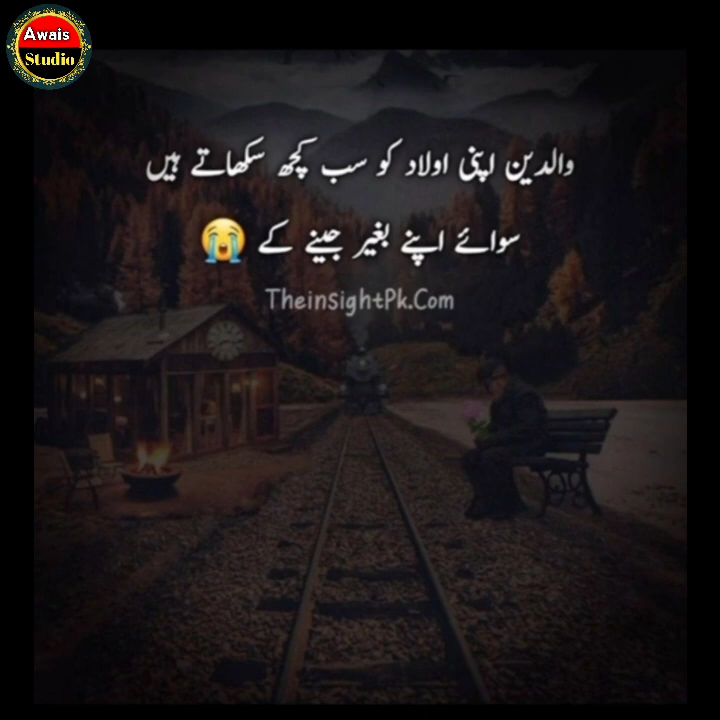 Awais
Studio
والدین اپنی اولاد کو سب کچھ سکھاتے ہیں
سوائے اپنے بغیر جینے کے 😭
TheinsightPk.Com